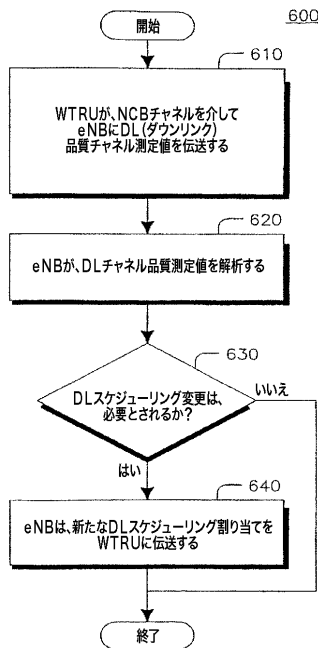 600
開始
610
WTRUが、NCBチャネルを介して
eNBにDL(ダウンリンク)
品質チャネル測定値を伝送する
620
eNBが、DLチャネル品質測定値を解析する
630
DLスケジューリング変更は、
必要とされるか?
いいえ
はい
640
eNBは、新たなDLスケジューリング割り当てを
WTRUに伝送する
終了